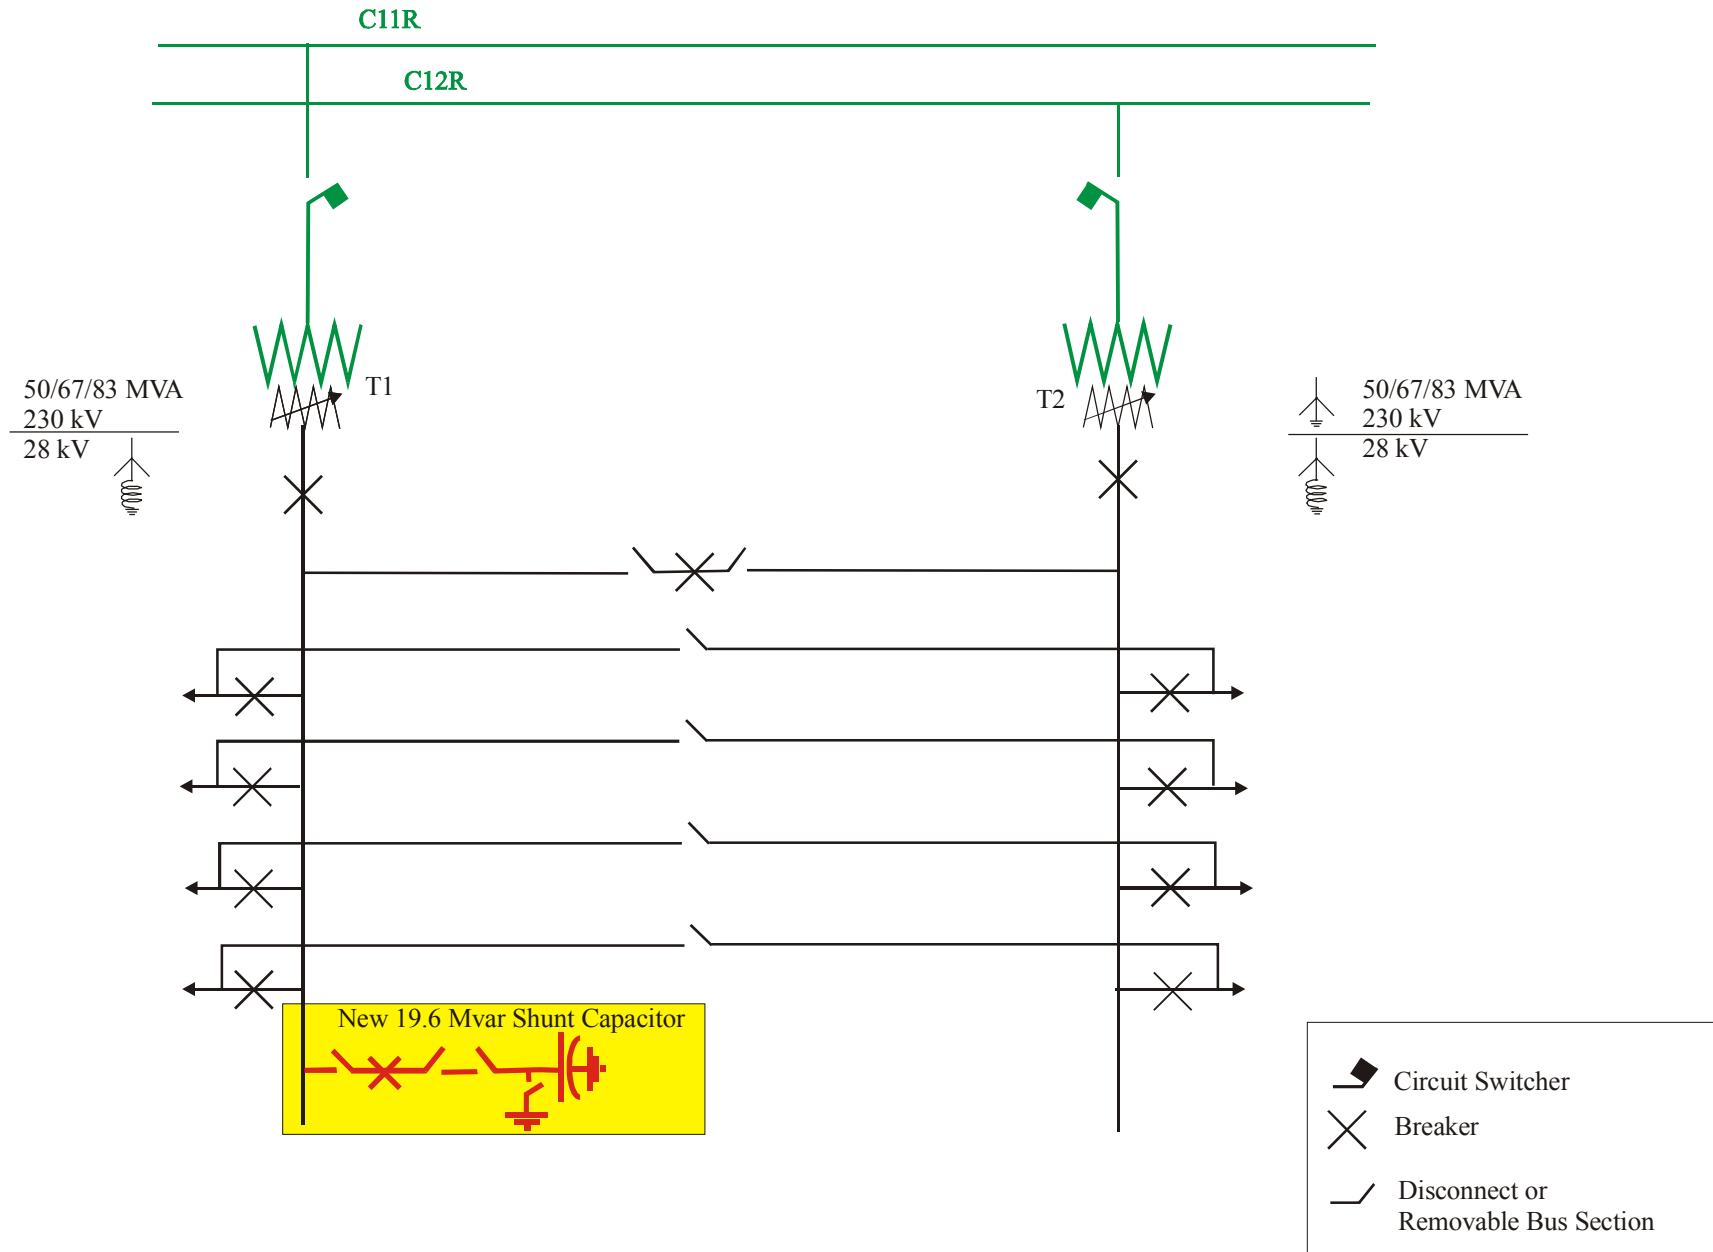 C11R
C12R
T1
50/67/83 MVA
230 kV
28 kV
T2
50/67/83 MVA
230 kV
28 kV
New 19.6 Mvar Shunt Capacitor
Circuit Switcher
Breaker
Disconnect or
Removable Bus Section